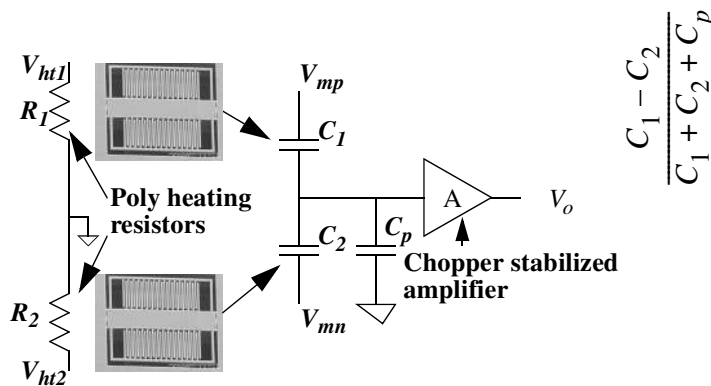 V_ht1
R_1
V_mp
C_1
Poly heating
resistors
A
V_o
C_2
C_p
Chopper stabilized
amplifier
R_2
V_mn
V_ht2
C_1 – C_2
C_1 + C_2 + C_p